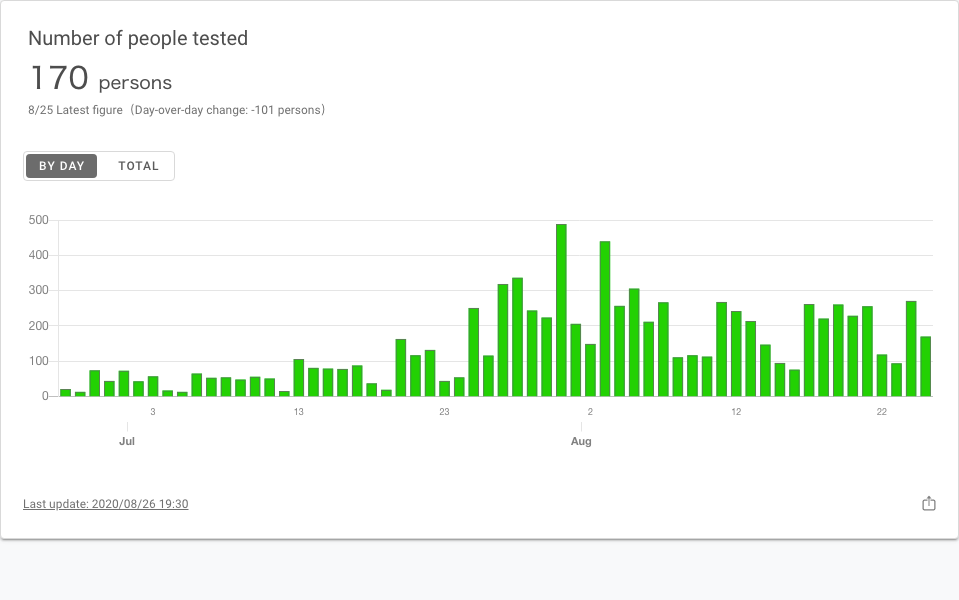 Number of people tested
170 persons
8/25 Latest figure（Day-over-day change: -101 persons）
BY DAY TOTAL
500
400
300
200
100
0
3 13 23 2 12 22
Jul Aug
Last update: 2020/08/26 19:30